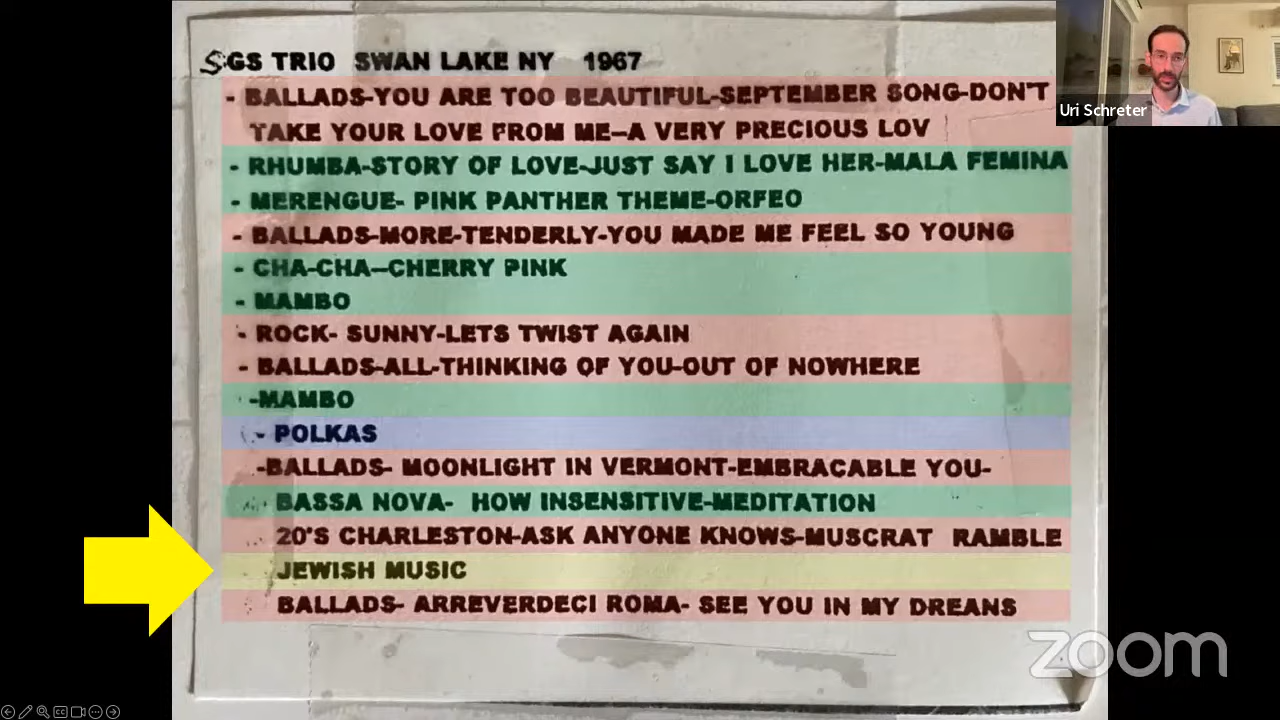 SGS TRIO SWAN LAKE NY 1967
- BALLADS-YOU ARE TOO BEAUTIFUL-SEPTEMBER SONG-DON'T
TAKE YOUR LOVE FROM ME-A VERY PRECIOUS LOV
- RHUMBA-STORY OF LOVE-JUST SAY I LOVE HER-MALA FEMINA
- MERENGUE- PINK PANTHER THEME-ORFEO
- BALLADS-MORE-TENDERLY-YOU MADE ME FEEL SO YOUNG
- CHA-CHA-CHERRY PINK
- MAMBO
- ROCK- SUNNY-LETS TWIST AGAIN
- BALLADS-ALL-THINKING OF YOU-OUT OF NOWHERE
-MAMBO
- POLKAS
-BALLADS- MOONLIGHT IN VERMONT-EMBRACABLE YOU-
BASSA NOVA- HOW INSENSITIVE-MEDITATION
20'S CHARLESTON-ASK ANYONE KNOWS-MUSCRAT RAMBLE
JEWISH MUSIC
BALLADS- ARREVERDECI ROMA- SEE YOU IN MY DREANS
Uri Schreter
zoom